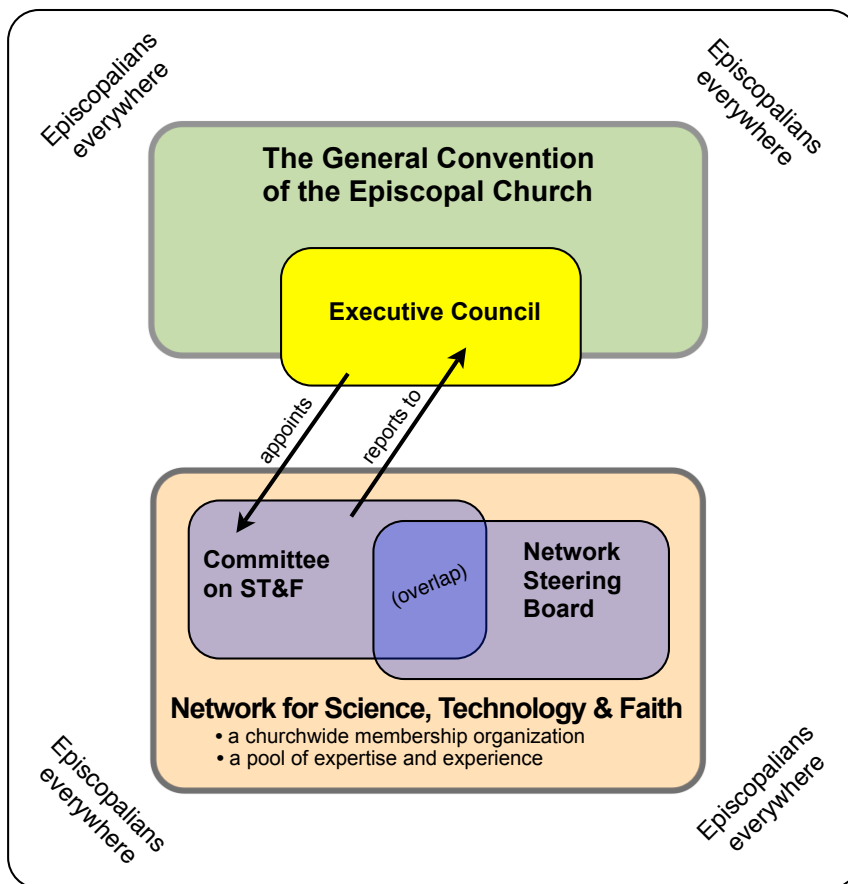 Episcopalians
everywhere
Episcopalians
everywhere
The General Convention
of the Episcopal Church
Executive Council
appoints
reports to
Committee
on ST&F
(overlap)
Network
Steering
Board
Network for Science, Technology & Faith
• a churchwide membership organization
• a pool of expertise and experience
Episcopalians
everywhere
Episcopalians
everywhere